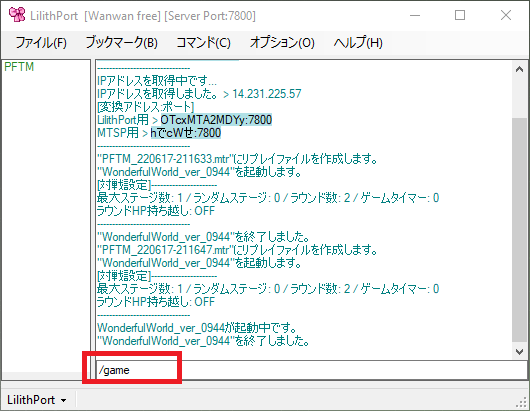 LilithPort [Wanwan free] [Server Port:7800]
ファイル(F) ブックマーク(B) コマンド(C) オプション(O) ヘルプ(H)
PFTM
------------------------------
IPアドレスを取得中です...
IPアドレスを取得しました。 > 14.231.225.57
[変換アドレス:ポート]
LilithPort用 > OTcxMTA2MDYy:7800
MTSP用 > hでcWせ:7800
------------------------------
"PFTM_220617-211633.mtr"にリプレイファイルを作成します。
"WonderfulWorld_ver_0944"を起動します。
[対戦設定]---------------------
最大ステージ数: 1 / ランダムステージ: 0 / ラウンド数: 2 / ゲームタイマー: 0
ラウンドHP持ち越し: OFF
------------------------------
"WonderfulWorld_ver_0944"を終了しました。
"PFTM_220617-211647.mtr"にリプレイファイルを作成します。
"WonderfulWorld_ver_0944"を起動します。
[対戦設定]---------------------
最大ステージ数: 1 / ランダムステージ: 0 / ラウンド数: 2 / ゲームタイマー: 0
ラウンドHP持ち越し: OFF
------------------------------
WonderfulWorld_ver_0944が起動中です。
"WonderfulWorld_ver_0944"を終了しました。
/game
LilithPort